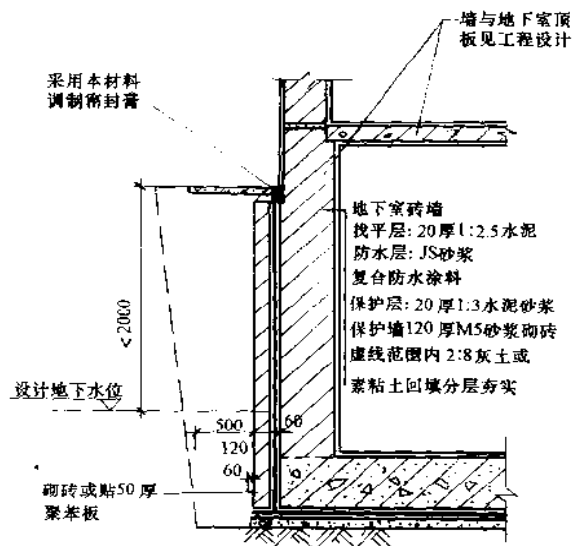 墙与地下室顶
板见工程设计
采用本材料
调制密封膏
地下室砖墙
找平层: 20厚1:2.5水泥
防水层: JS砂浆
复合防水涂料
保护层: 20厚1:3水泥砂浆
保护墙120厚M5砂浆砌砖
虚线范围内 2:8灰土或
素粘土回填分层夯实
<2000
设计地下水位
500
60
120
60
砌砖或贴50厚
聚苯板